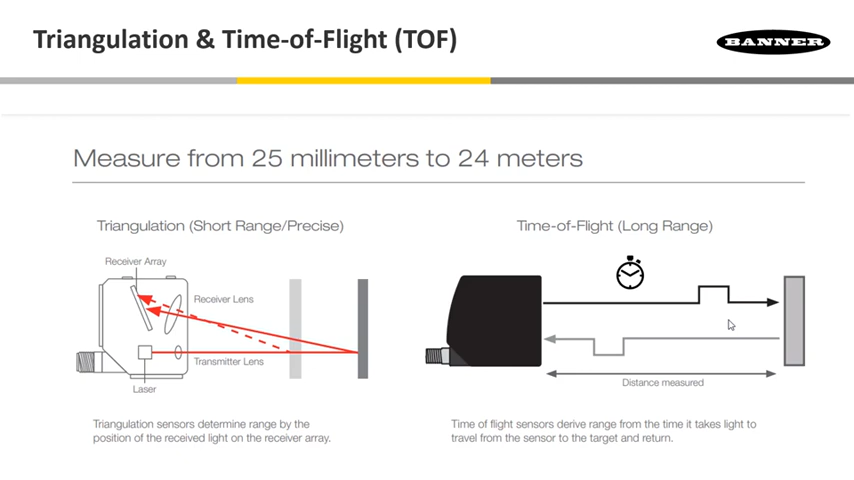 Triangulation & Time-of-Flight (TOF)
BANNER
Measure from 25 millimeters to 24 meters
Triangulation (Short Range/Precise)
Receiver Array
Receiver Lens
Transmitter Lens
Laser
Triangulation sensors determine range by the
position of the received light on the receiver array.
Time-of-Flight (Long Range)
Distance measured
Time of flight sensors derive range from the time it takes light to
travel from the sensor to the target and return.